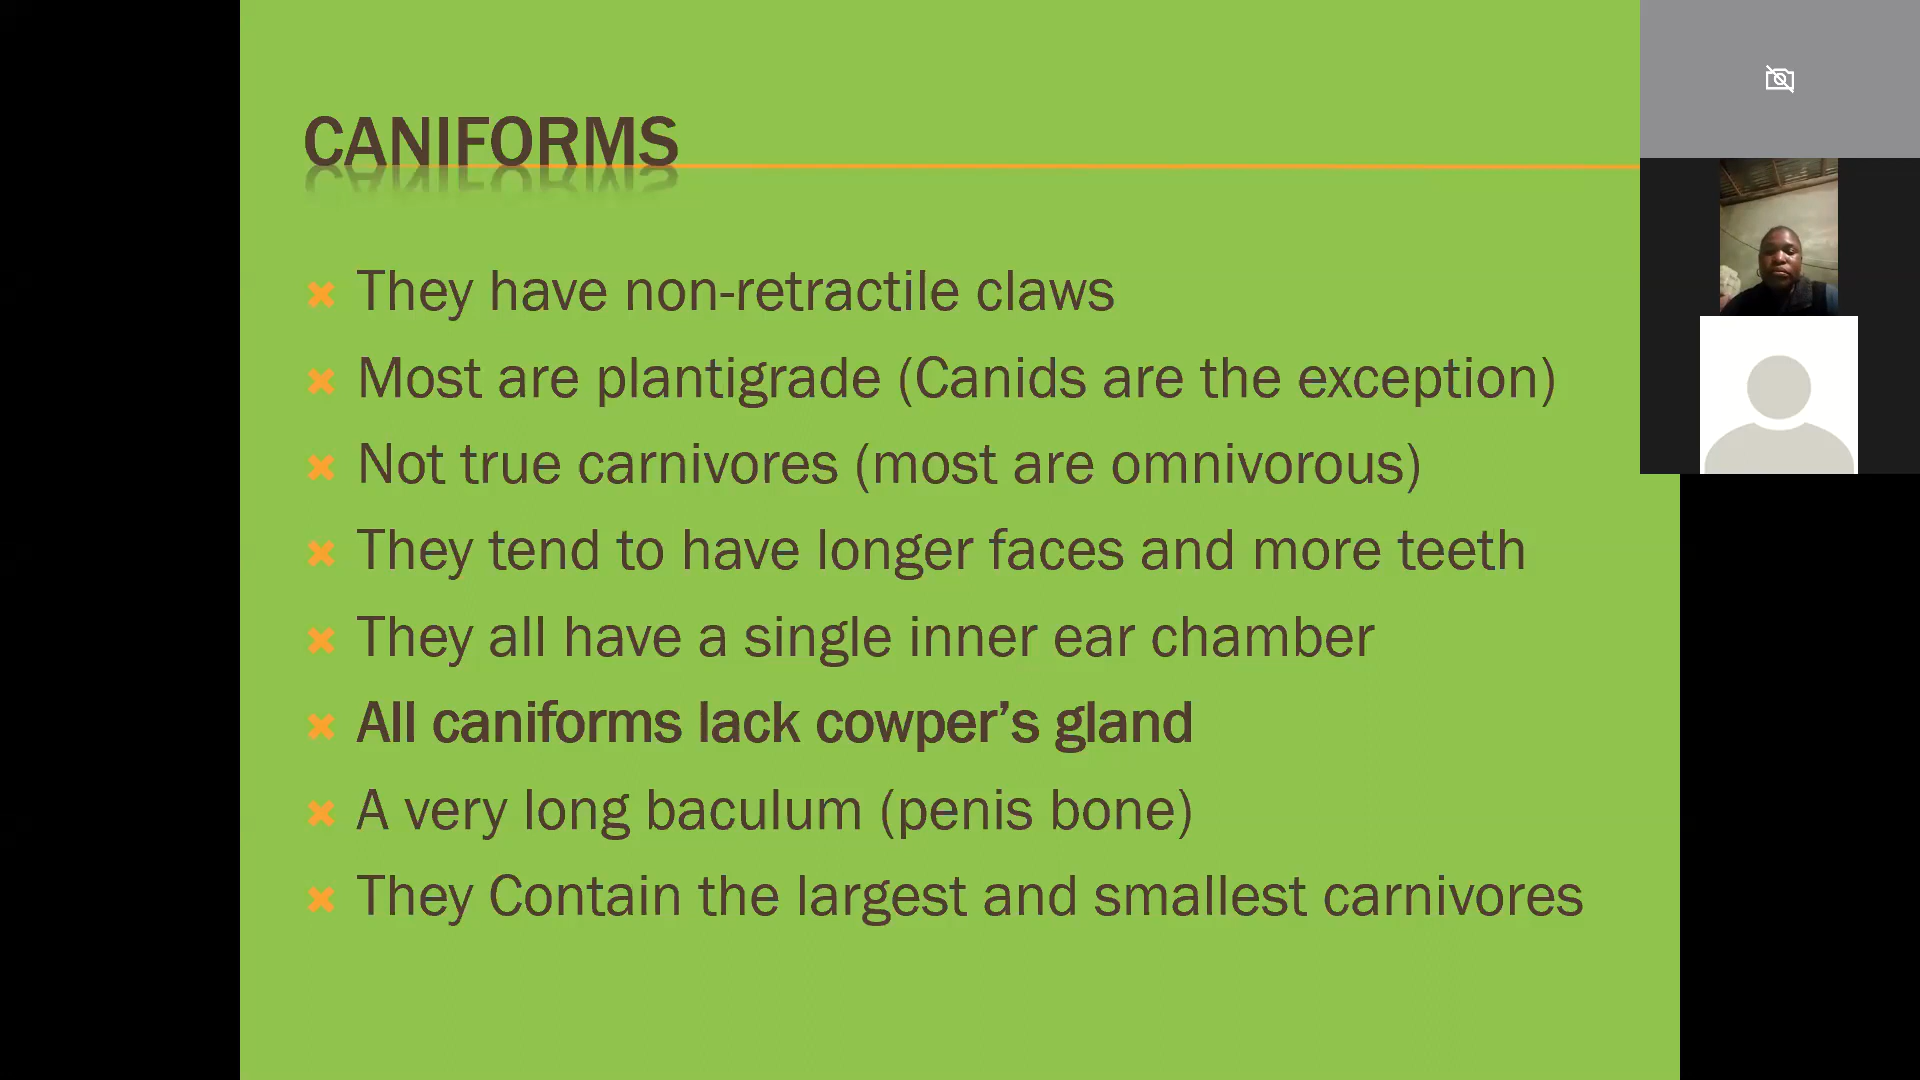 CANIFORMS
They have non-retractile claws
Most are plantigrade (Canids are the exception)
Not true carnivores (most are omnivorous)
They tend to have longer faces and more teeth
They all have a single inner ear chamber
All caniforms lack cowper's gland
A very long baculum (penis bone)
They Contain the largest and smallest carnivores